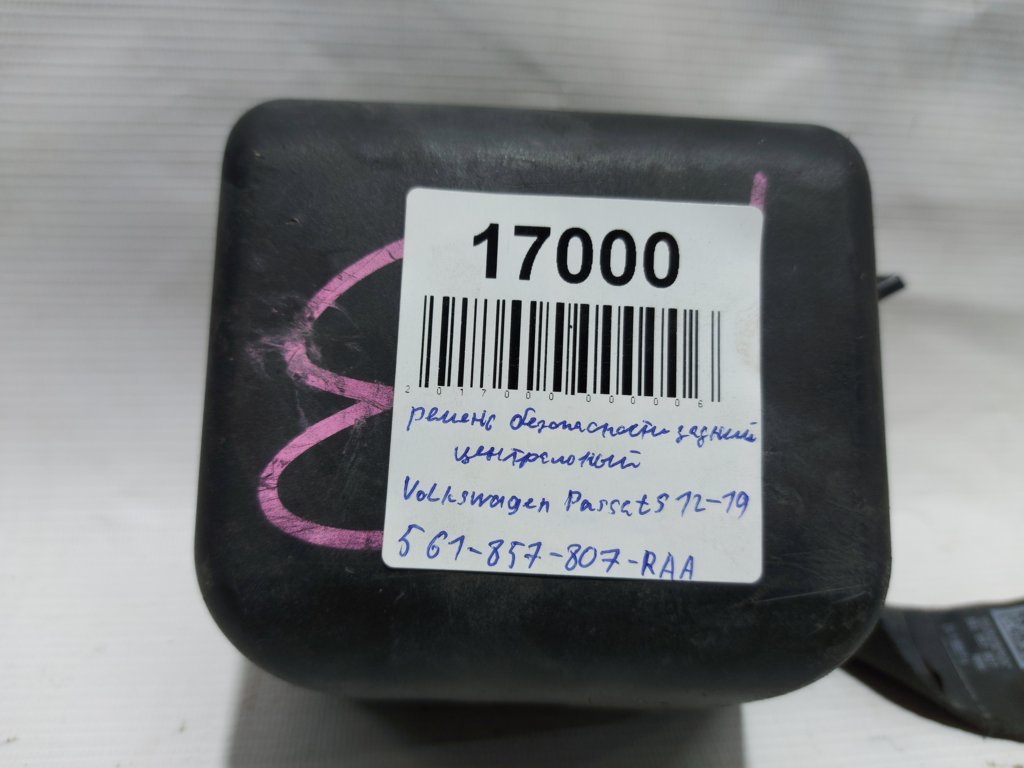 17000
2017000000006
ремень безопасности задний
центральный
Volkswagen Passat S 12-19
561-857-807-RAA